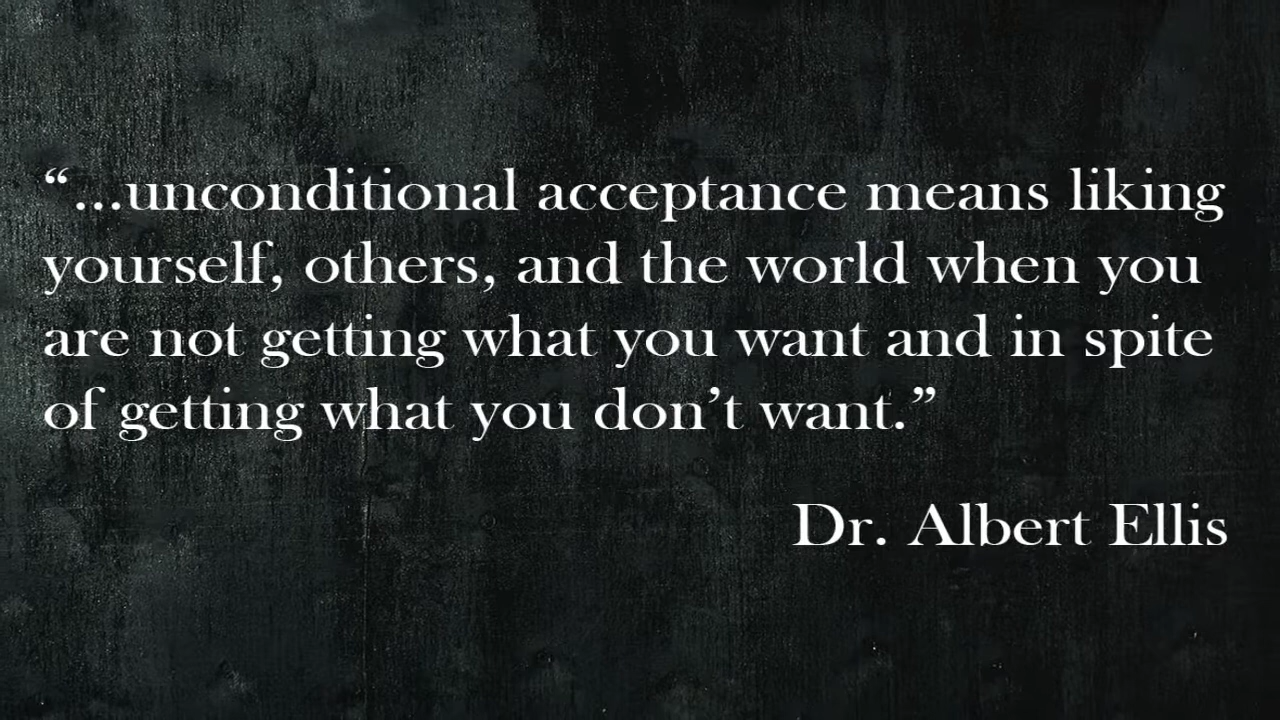 “...unconditional acceptance means liking
yourself, others, and the world when you
are not getting what you want and in spite
of getting what you don’t want.”
Dr. Albert Ellis